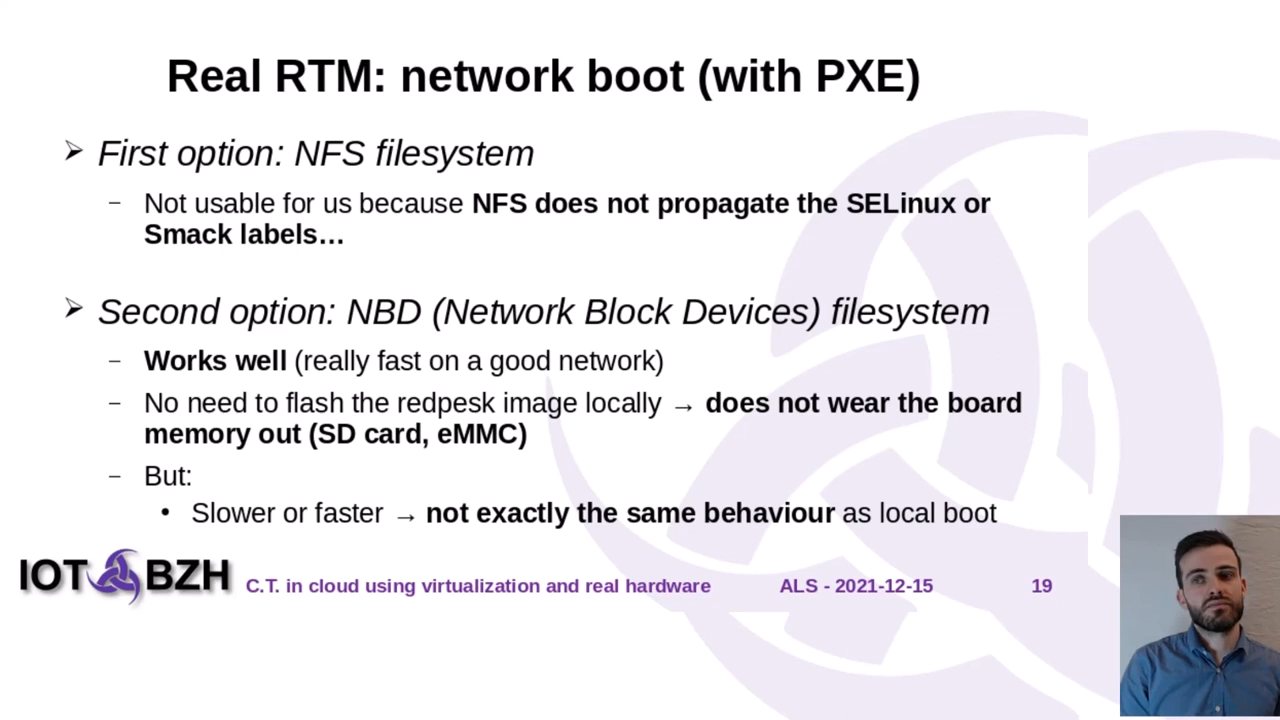 Real RTM: network boot (with PXE)
➢ First option: NFS filesystem
– Not usable for us because NFS does not propagate the SELinux or
Smack labels…
➢ Second option: NBD (Network Block Devices) filesystem
– Works well (really fast on a good network)
– No need to flash the redpesk image locally → does not wear the board
memory out (SD card, eMMC)
– But:
• Slower or faster → not exactly the same behaviour as local boot
IOT BZH
C.T. in cloud using virtualization and real hardware ALS - 2021-12-15 19